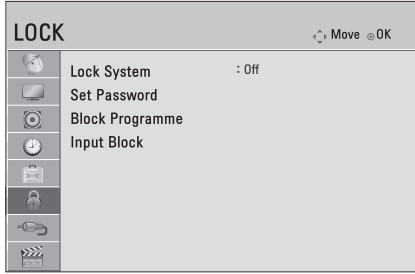 LOCK
Move OK
Lock System : Off
Set Password
Block Programme
Input Block